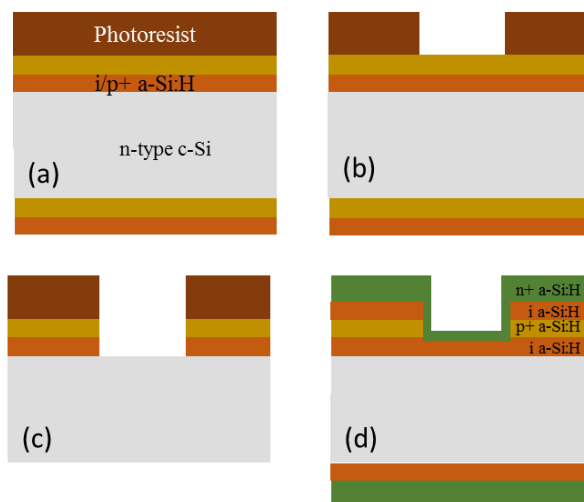 Photoresist
i/p+ a-Si:H
n-type c-Si
(a)
(b)
(c)
n+ a-Si:H
i a-Si:H
p+ a-Si:H
i a-Si:H
(d)